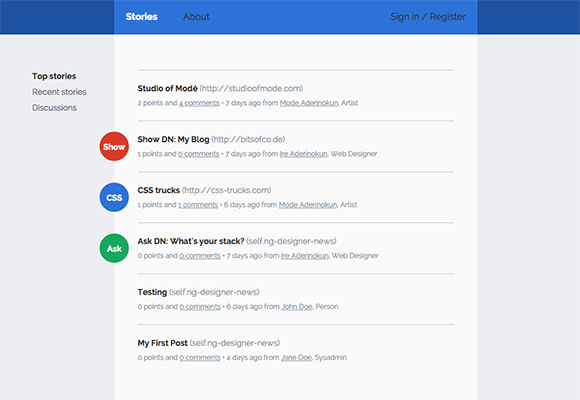 Stories About Sign in / Register
Top stories
Recent stories
Discussions
Studio of Modé (http://studioofmode.com)
2 points and 4 comments • 7 days ago from Mode Aderinokun, Artist
Show
Show DN: My Blog (http://bitsofco.de)
1 points and 0 comments • 7 days ago from Ire Aderinokun, Web Designer
CSS
CSS trucks (http://css-trucks.com)
1 points and 1 comments • 6 days ago from Mode Aderinokun, Artist
Ask
Ask DN: What's your stack? (self.ng-designer-news)
0 points and 0 comments • 7 days ago from Ire Aderinokun, Web Designer
Testing (self.ng-designer-news)
0 points and 0 comments • 6 days ago from John Doe, Person
My First Post (self.ng-designer-news)
0 points and 0 comments • 4 days ago from Jane Doe, Sysadmin